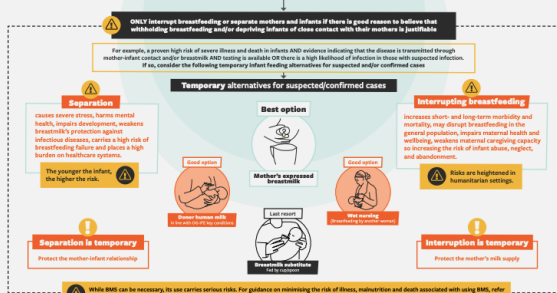 ONLY interrupt breastfeeding or separate mothers and infants if there is good reason to believe that
withholding breastfeeding and/or depriving infants of close contact with their mothers is justifiable
For example, a proven high risk of severe illness and death in infants AND evidence indicating that the disease is transmitted through
mother-infant contact and/or breastmilk AND testing is available OR there is a high likelihood of infection in those with suspected infection.
If so, consider the following temporary infant feeding alternatives for suspected and/or confirmed cases
Temporary alternatives for suspected/confirmed cases
Separation
causes severe stress, harms mental
health, impairs development, weakens
breastmilk's protection against
infectious diseases, carries a high risk of
breastfeeding failure and places a high
burden on healthcare systems.
The younger the infant,
the higher the risk.
Best option
Mother's expressed
breastmilk
Interrupting breastfeeding
increases short- and long-term morbidity and
mortality, may disrupt breastfeeding in the
general population, impairs maternal health and
wellbeing, weakens maternal caregiving capacity
so increasing the risk of infant abuse, neglect,
and abandonment.
Risks are heightened in
humanitarian settings.
Good option
Donor human milk
Good option
Wet nursing
(Breastfeeding by another woman)
Last resort
Breastmilk substitute
Fed by cup/spoon
Separation is temporary
Protect the mother-infant relationship
Interruption is temporary
Protect the mother's milk supply
While BMS can be necessary, its use carries serious risks. For guidance on minimising the risk of illness, malnutrition and death associated with using BMS, refer